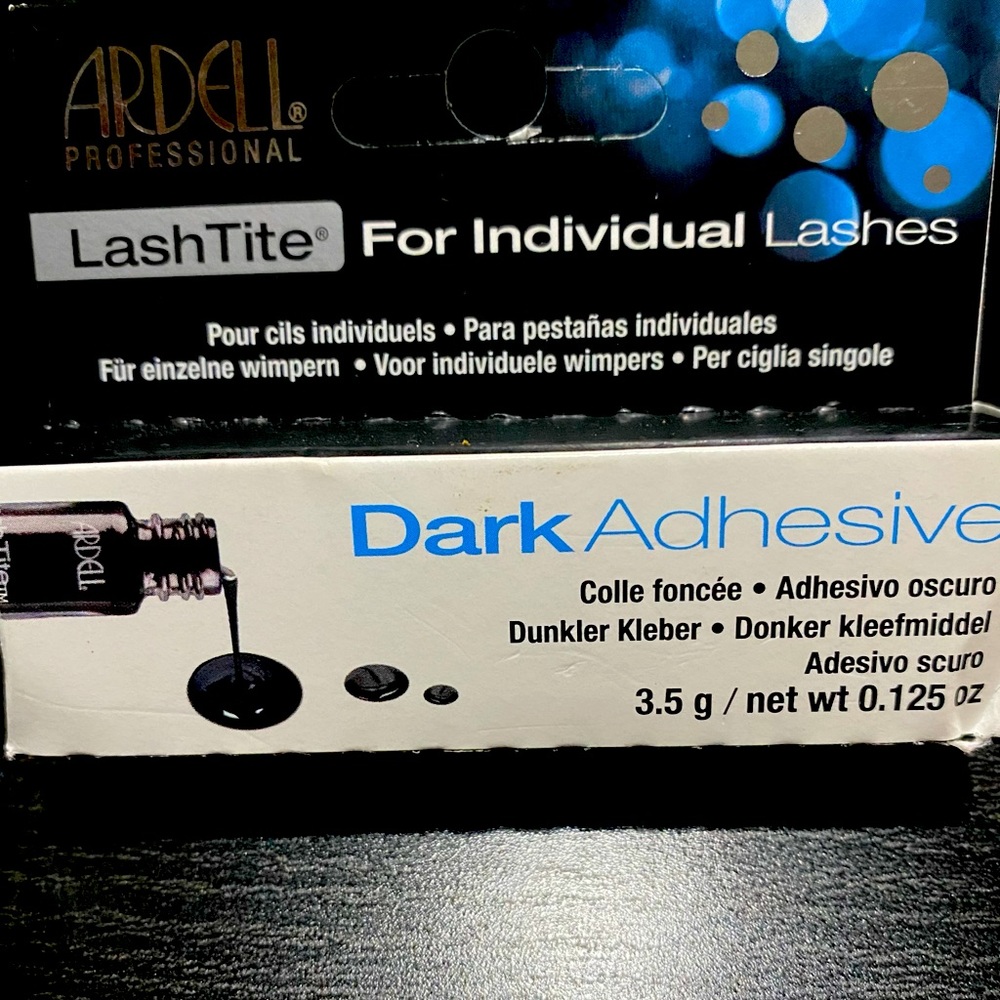 ARDELL®
PROFESSIONAL
LashTite® For Individual Lashes
Pour cils individuels • Para pestañas individuales
Für einzelne wimpern • Voor individuele wimpers • Per ciglia singole
Dark Adhesive
ARDELL
Colle foncée • Adhesivo oscuro
Dunkler Kleber • Donker kleefmiddel
Adesivo scuro
3.5 g / net wt 0.125 oz